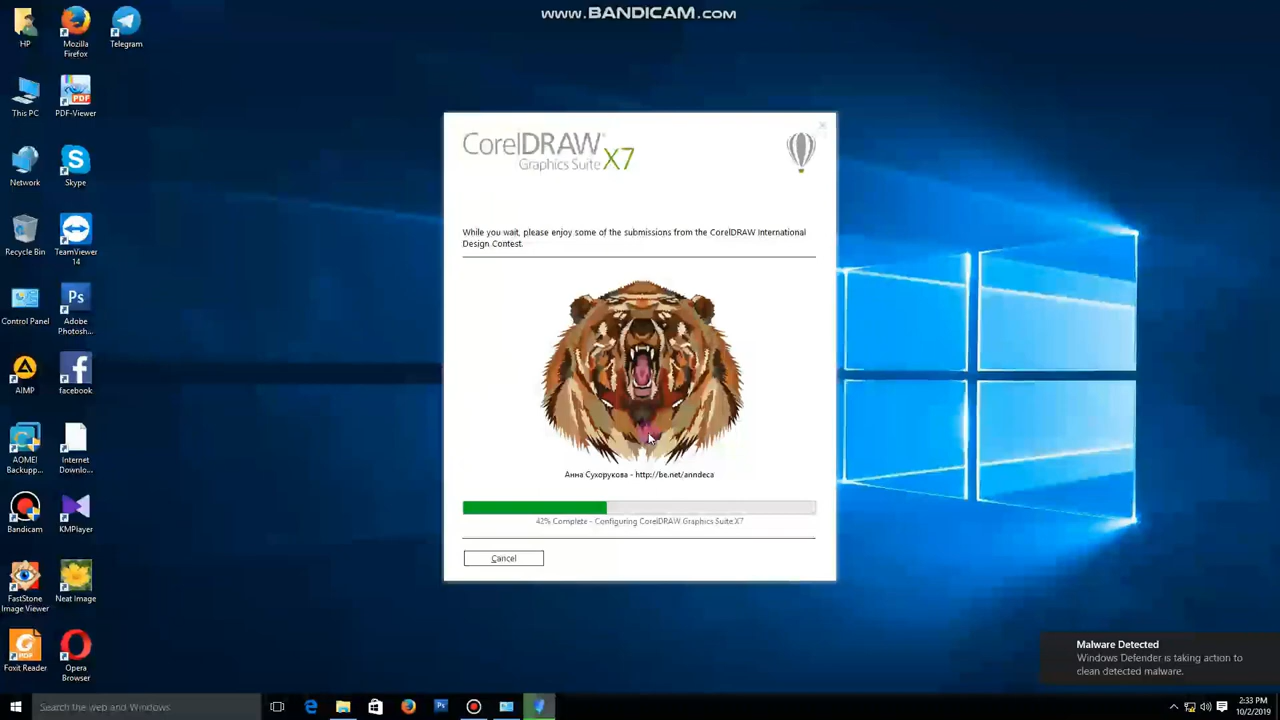 WWW.BANDICAM.COM
HP
Mozilla
Firefox
Telegram
This PC
PDF
PDF-Viewer
Network
Skype
Recycle Bin
TeamViewer
14
Control Panel
Ps
Adobe
Photosh...
AIMP
facebook
AOMEI
Backupp...
Internet
Downlo...
Bandicam
KMPlayer
FastStone
Image Viewer
Neat Image
Foxit Reader
Opera
Browser
CorelDRAW®
Graphics Suite X7
While you wait, please enjoy some of the submissions from the CorelDRAW International
Design Contest.
Анна Сухорукова - http://be.net/anndeca
42% Complete - Configuring CorelDRAW Graphics Suite X7
Cancel
Malware Detected
Windows Defender is taking action to
clean detected malware.
Search the web and Windows
2:33 PM
10/2/2019